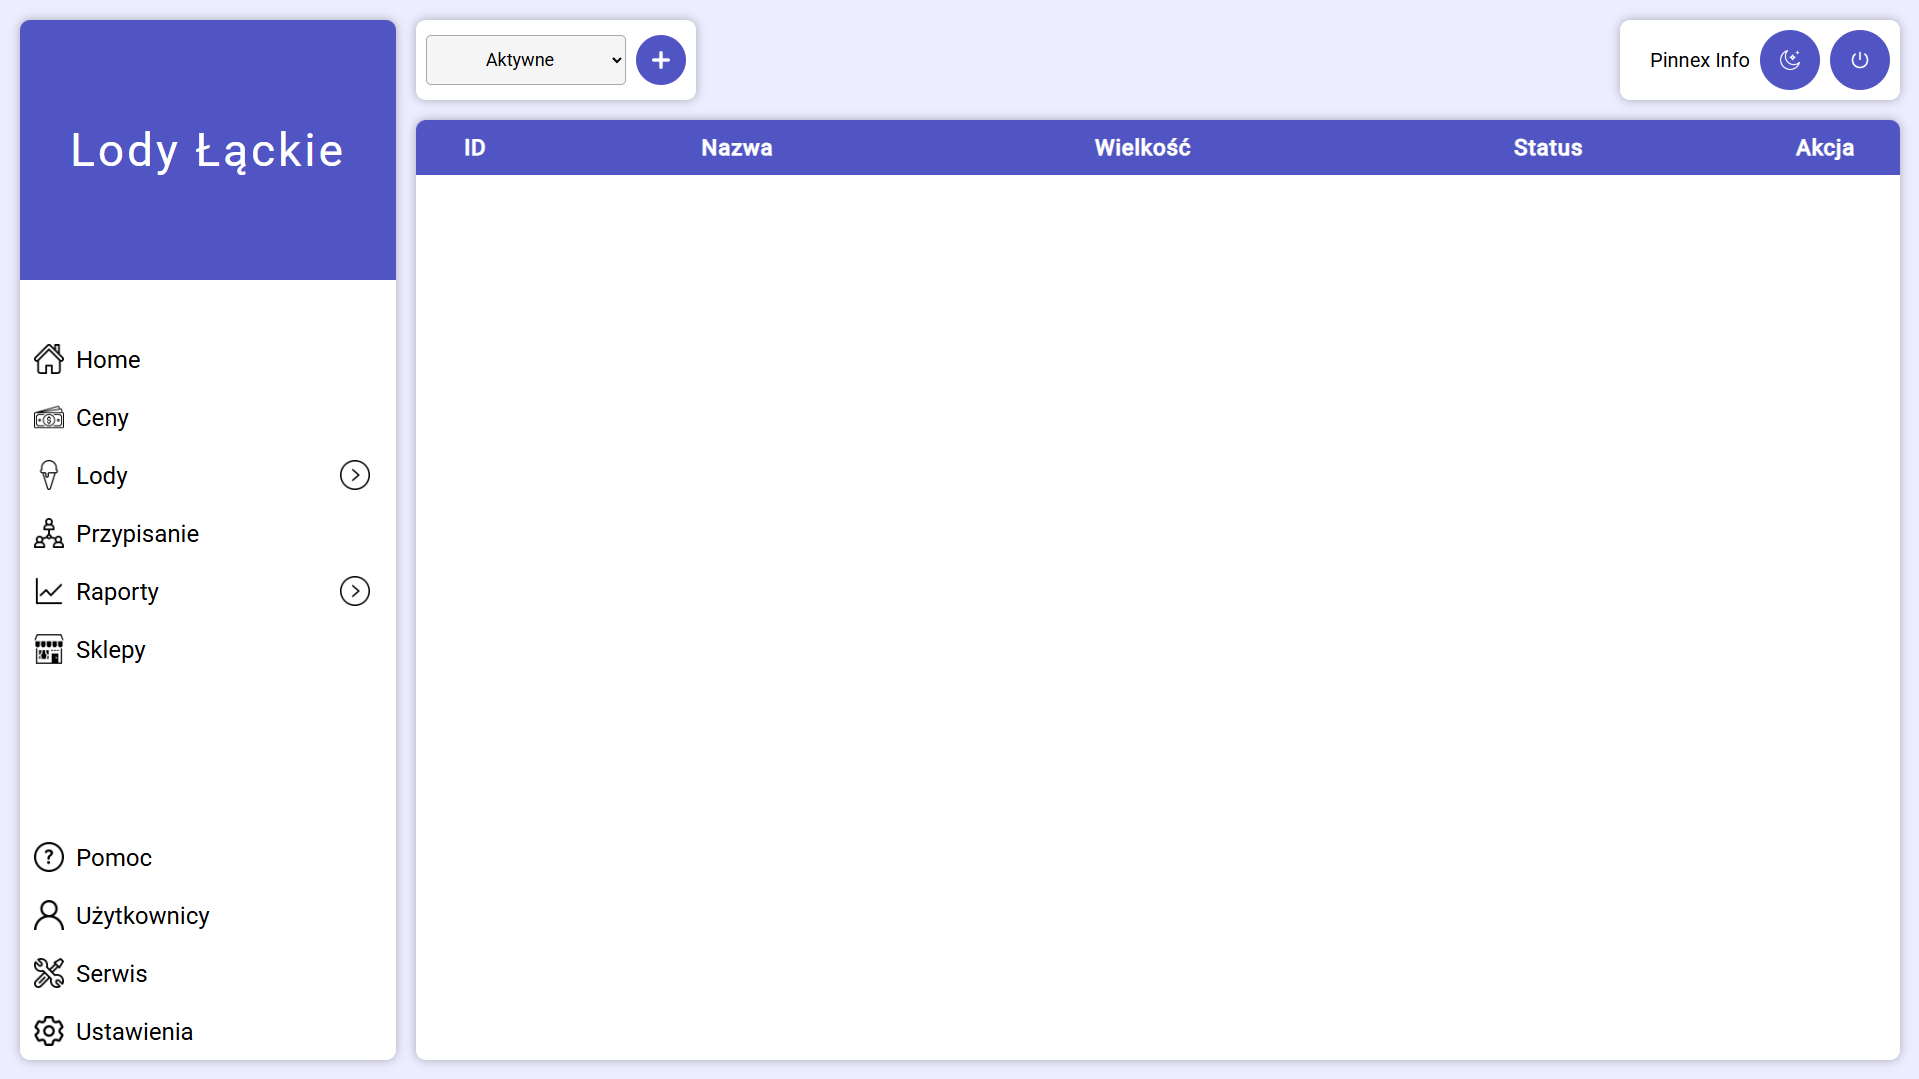 Lody Łąckie
Aktywne
Pinnex Info
ID Nazwa Wielkość Status Akcja
Home
Ceny
Lody
Przypisanie
Raporty
Sklepy
Pomoc
Użytkownicy
Serwis
Ustawienia